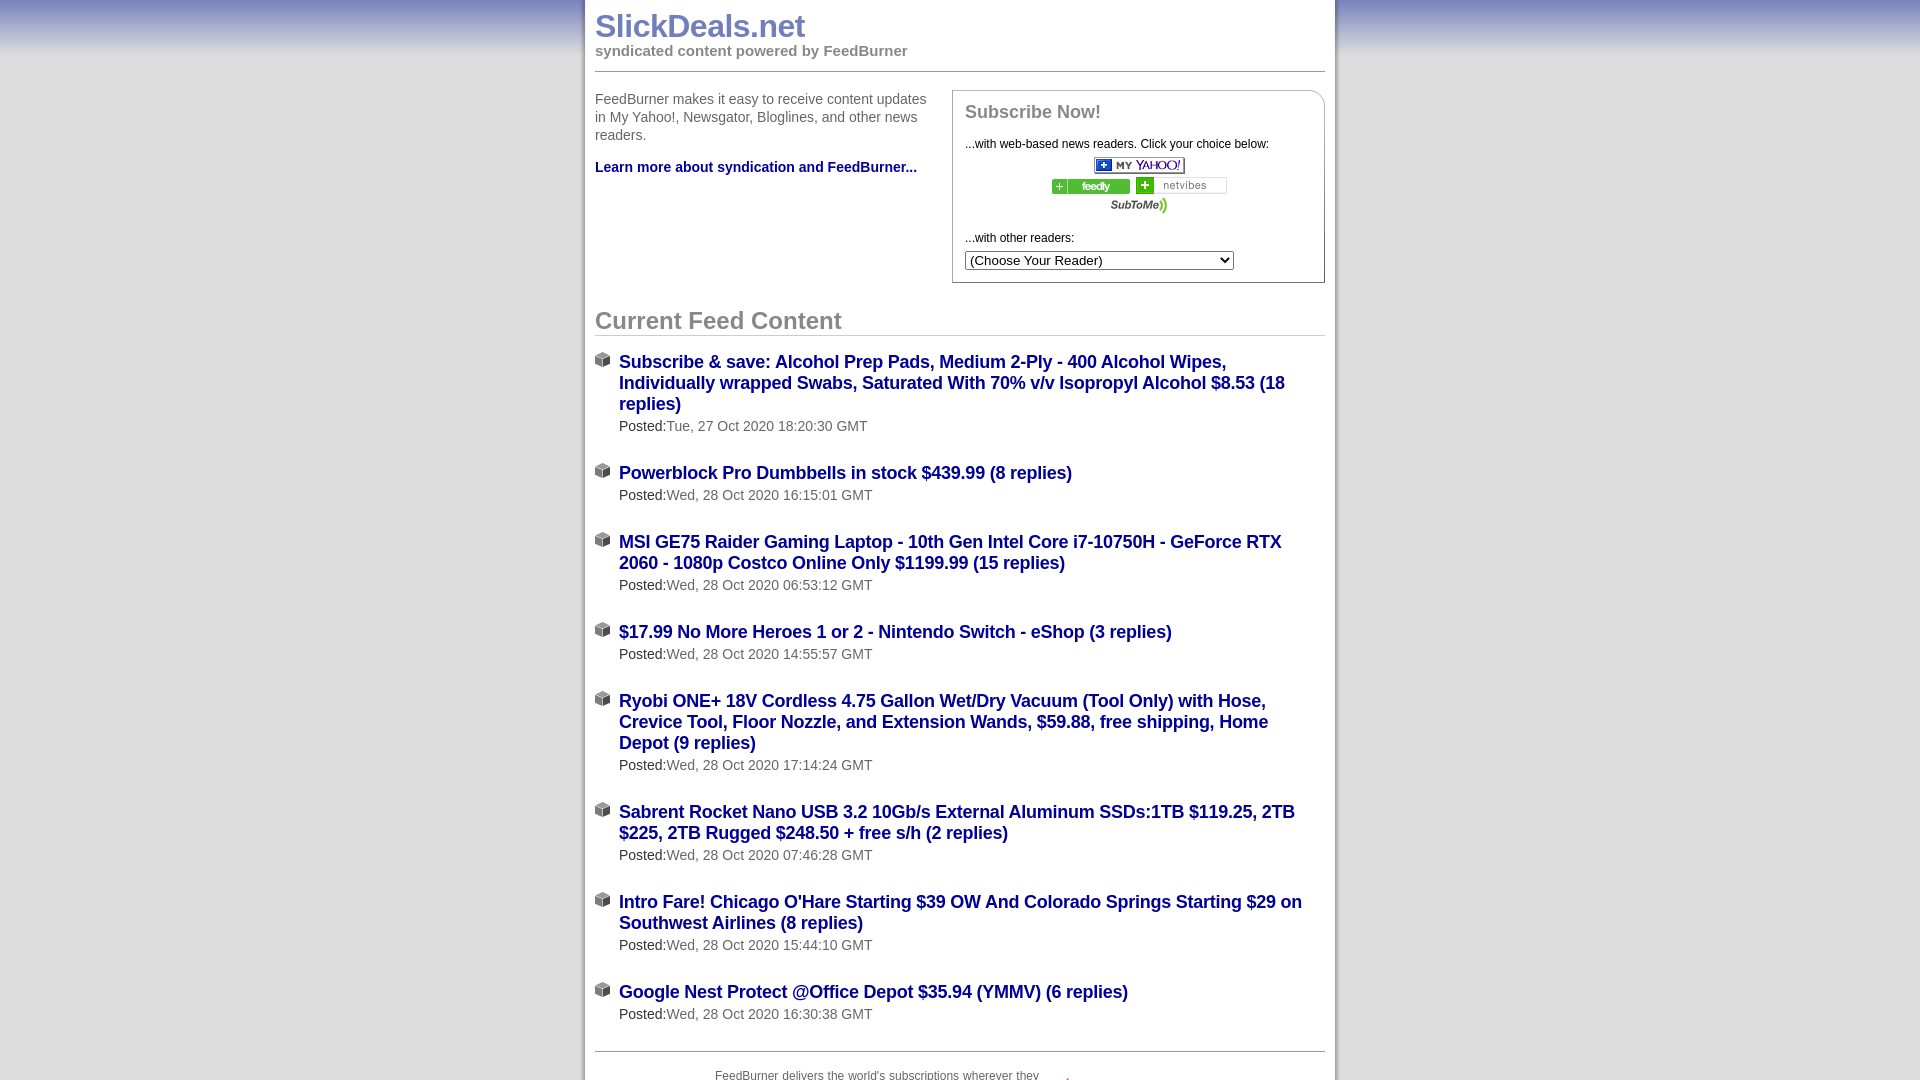 SlickDeals.net
syndicated content powered by FeedBurner
FeedBurner makes it easy to receive content updates
in My Yahoo!, Newsgator, Bloglines, and other news
readers.
Learn more about syndication and FeedBurner...
Subscribe Now!
...with web-based news readers. Click your choice below:
MY YAHOO!
feedly netvibes
SubToMe
...with other readers:
(Choose Your Reader)
Current Feed Content
Subscribe & save: Alcohol Prep Pads, Medium 2-Ply - 400 Alcohol Wipes,
Individually wrapped Swabs, Saturated With 70% v/v Isopropyl Alcohol $8.53 (18
replies)
Posted:Tue, 27 Oct 2020 18:20:30 GMT
Powerblock Pro Dumbbells in stock $439.99 (8 replies)
Posted:Wed, 28 Oct 2020 16:15:01 GMT
MSI GE75 Raider Gaming Laptop - 10th Gen Intel Core i7-10750H - GeForce RTX
2060 - 1080p Costco Online Only $1199.99 (15 replies)
Posted:Wed, 28 Oct 2020 06:53:12 GMT
$17.99 No More Heroes 1 or 2 - Nintendo Switch - eShop (3 replies)
Posted:Wed, 28 Oct 2020 14:55:57 GMT
Ryobi ONE+ 18V Cordless 4.75 Gallon Wet/Dry Vacuum (Tool Only) with Hose,
Crevice Tool, Floor Nozzle, and Extension Wands, $59.88, free shipping, Home
Depot (9 replies)
Posted:Wed, 28 Oct 2020 17:14:24 GMT
Sabrent Rocket Nano USB 3.2 10Gb/s External Aluminum SSDs:1TB $119.25, 2TB
$225, 2TB Rugged $248.50 + free s/h (2 replies)
Posted:Wed, 28 Oct 2020 07:46:28 GMT
Intro Fare! Chicago O'Hare Starting $39 OW And Colorado Springs Starting $29 on
Southwest Airlines (8 replies)
Posted:Wed, 28 Oct 2020 15:44:10 GMT
Google Nest Protect @Office Depot $35.94 (YMMV) (6 replies)
Posted:Wed, 28 Oct 2020 16:30:38 GMT
FeedBurner delivers the world's subscriptions wherever they